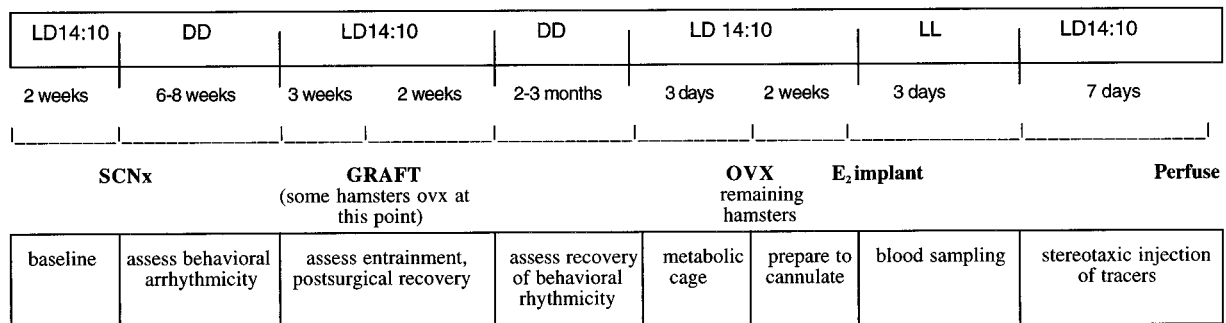 LD14:10 DD LD14:10 DD LD 14:10 LL LD14:10
2 weeks 6-8 weeks 3 weeks 2 weeks 2-3 months 3 days 2 weeks 3 days 7 days
SCNx GRAFT OVX E₂ implant Perfuse
(some hamsters ovx at remaining
this point) hamsters
baseline assess behavioral assess entrainment, assess recovery metabolic prepare to blood sampling stereotaxic injection
arrhythmicity postsurgical recovery of behavioral cage cannulate of tracers
rhythmicity